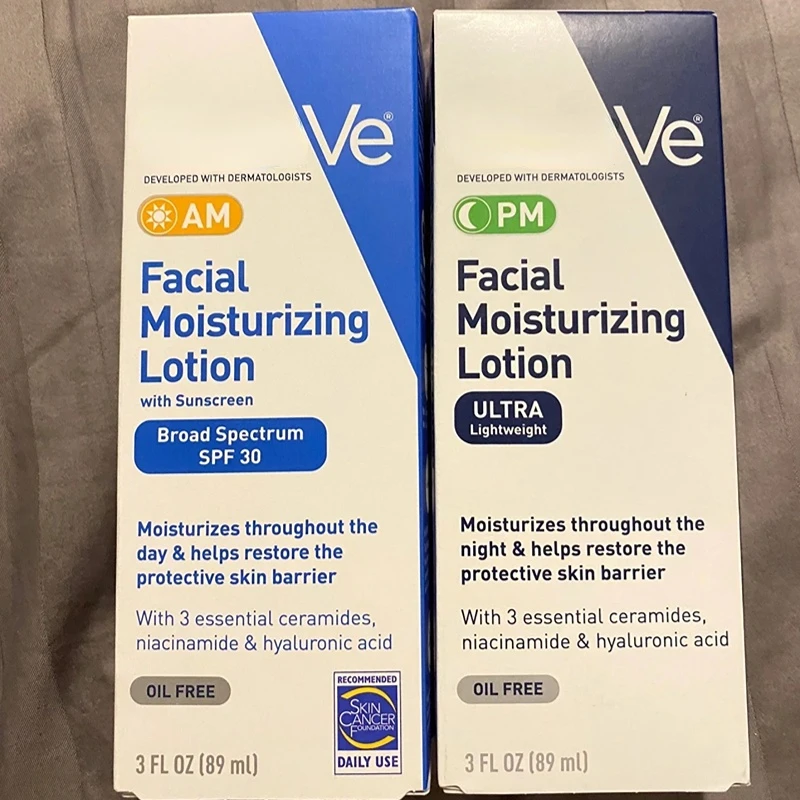 Ve®
DEVELOPED WITH DERMATOLOGISTS
AM
Facial
Moisturizing
Lotion
with Sunscreen
Broad Spectrum
SPF 30
Moisturizes throughout the
day & helps restore the
protective skin barrier
With 3 essential ceramides,
niacinamide & hyaluronic acid
OIL FREE
RECOMMENDED
SKIN
CANCER
FOUNDATION
DAILY USE
3 FL OZ (89 ml)
Ve®
DEVELOPED WITH DERMATOLOGISTS
PM
Facial
Moisturizing
Lotion
ULTRA
Lightweight
Moisturizes throughout the
night & helps restore the
protective skin barrier
With 3 essential ceramides,
niacinamide & hyaluronic acid
OIL FREE
3 FL OZ (89 ml)